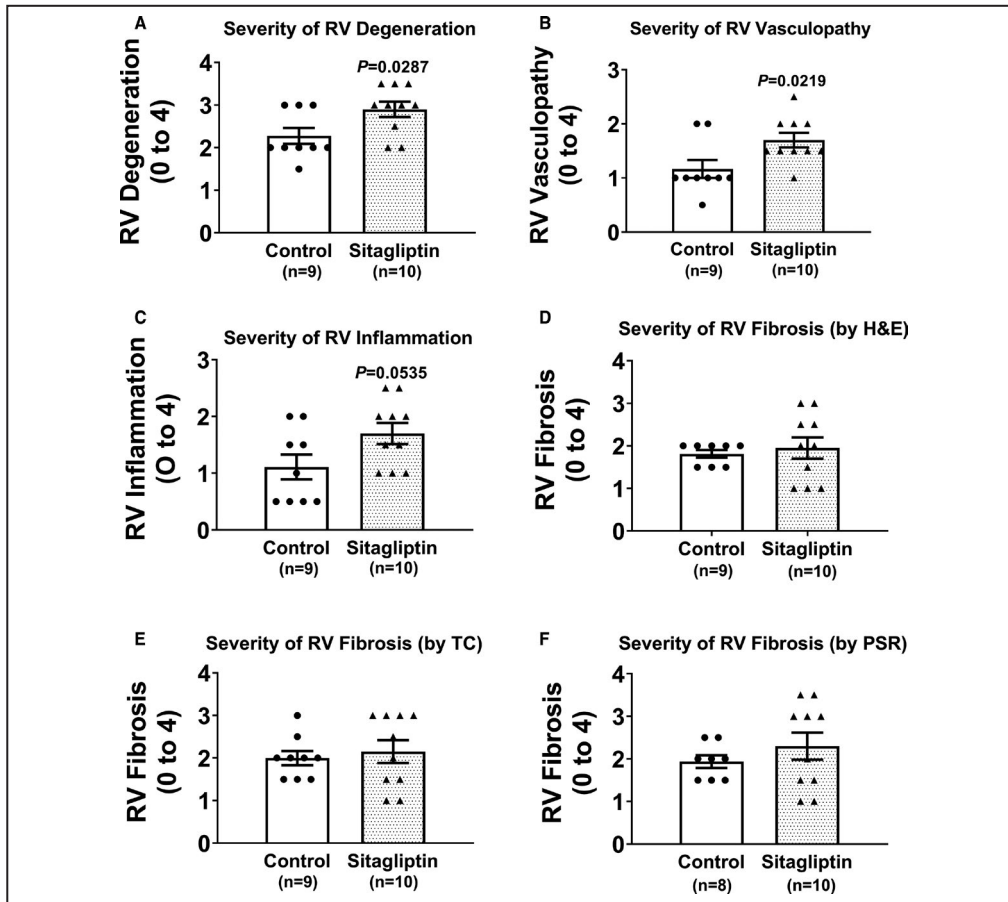 A
Severity of RV Degeneration
RV Degeneration
(0 to 4)
4
3
2
1
0
P=0.0287
Control
(n=9)
Sitagliptin
(n=10)
B
Severity of RV Vasculopathy
RV Vasculopathy
(0 to 4)
3
2
1
0
P=0.0219
Control
(n=9)
Sitagliptin
(n=10)
C
Severity of RV Inflammation
RV Inflammation
(O to 4)
3
2
1
0
P=0.0535
Control
(n=9)
Sitagliptin
(n=10)
D
Severity of RV Fibrosis (by H&E)
RV Fibrosis
(0 to 4)
4
3
2
1
0
Control
(n=9)
Sitagliptin
(n=10)
E
Severity of RV Fibrosis (by TC)
RV Fibrosis
(0 to 4)
4
3
2
1
0
Control
(n=9)
Sitagliptin
(n=10)
F
Severity of RV Fibrosis (by PSR)
RV Fibrosis
(0 to 4)
4
3
2
1
0
Control
(n=8)
Sitagliptin
(n=10)